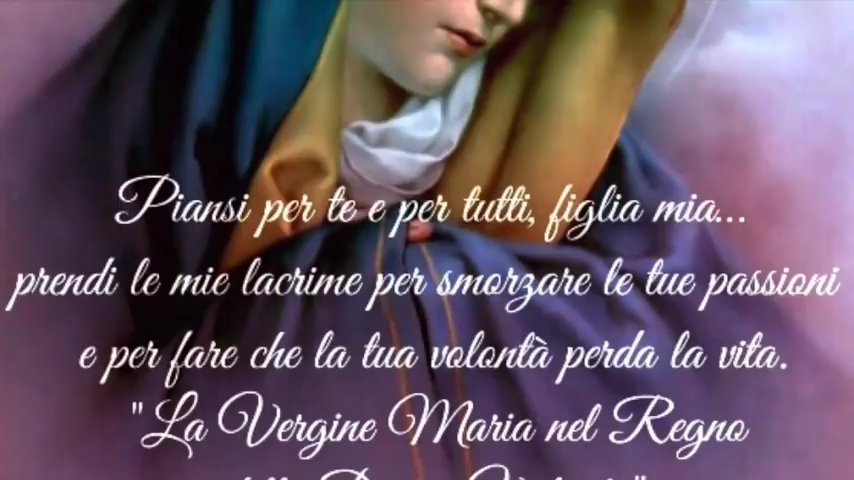 Piansi per te e per tutti, figlia mia...
prendi le mie lacrime per smorzare le tue passioni
e per fare che la tua volontà perda la vita.
"La Vergine Maria nel Regno